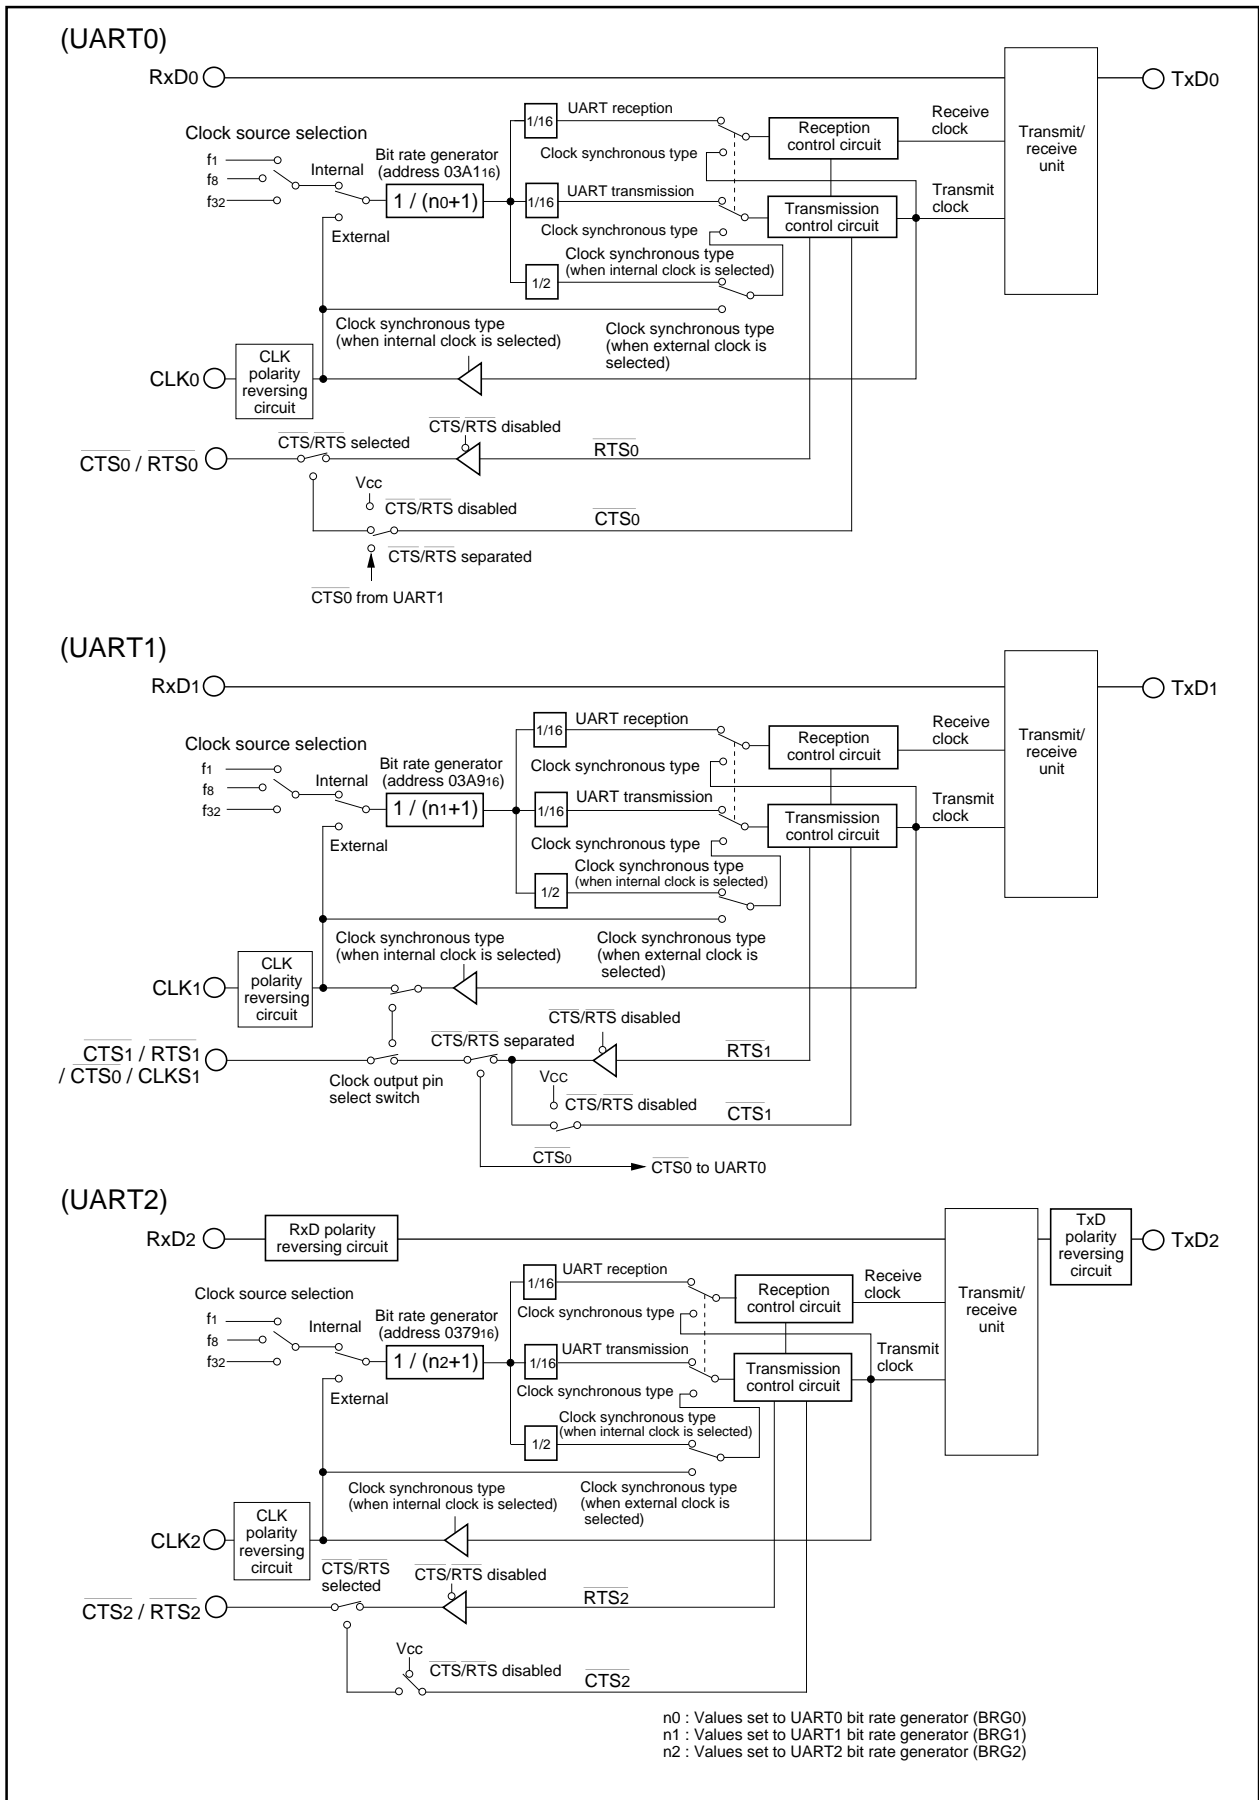 (UART0)
RxD0
TxD0
Clock source selection
f1
f8
f32
Internal
External
Bit rate generator
(address 03A116)
1 / (n0+1)
1/16
UART reception
Clock synchronous type
1/16
UART transmission
Clock synchronous type
Clock synchronous type
(when internal clock is selected)
1/2
Reception
control circuit
Transmission
control circuit
Receive
clock
Transmit
clock
Transmit/
receive
unit
Clock synchronous type
(when internal clock is selected)
Clock synchronous type
(when external clock is
selected)
CLK0
CLK
polarity
reversing
circuit
CTS/RTS disabled
CTS/RTS selected
CTS0 / RTS0
RTS0
Vcc
CTS/RTS disabled
CTS0
CTS/RTS separated
CTS0 from UART1
(UART1)
RxD1
TxD1
Clock source selection
f1
f8
f32
Internal
External
Bit rate generator
(address 03A916)
1 / (n1+1)
1/16
UART reception
Clock synchronous type
1/16
UART transmission
Clock synchronous type
Clock synchronous type
(when internal clock is selected)
1/2
Reception
control circuit
Transmission
control circuit
Receive
clock
Transmit
clock
Transmit/
receive
unit
Clock synchronous type
(when internal clock is selected)
Clock synchronous type
(when external clock is
selected)
CLK1
CLK
polarity
reversing
circuit
CTS/RTS disabled
CTS/RTS separated
CTS1 / RTS1
/ CTS0 / CLKS1
RTS1
Clock output pin
select switch
Vcc
CTS/RTS disabled
CTS1
CTS0
CTS0 to UART0
(UART2)
RxD2
RxD polarity
reversing circuit
TxD
polarity
reversing
circuit
TxD2
Clock source selection
f1
f8
f32
Internal
External
Bit rate generator
(address 037916)
1 / (n2+1)
1/16
UART reception
Clock synchronous type
1/16
UART transmission
Clock synchronous type
Clock synchronous type
(when internal clock is selected)
1/2
Reception
control circuit
Transmission
control circuit
Receive
clock
Transmit
clock
Transmit/
receive
unit
Clock synchronous type
(when internal clock is selected)
Clock synchronous type
(when external clock is
selected)
CLK2
CLK
polarity
reversing
circuit
CTS/RTS
selected
CTS/RTS disabled
CTS2 / RTS2
RTS2
Vcc
CTS/RTS disabled
CTS2
n0 : Values set to UART0 bit rate generator (BRG0)
n1 : Values set to UART1 bit rate generator (BRG1)
n2 : Values set to UART2 bit rate generator (BRG2)